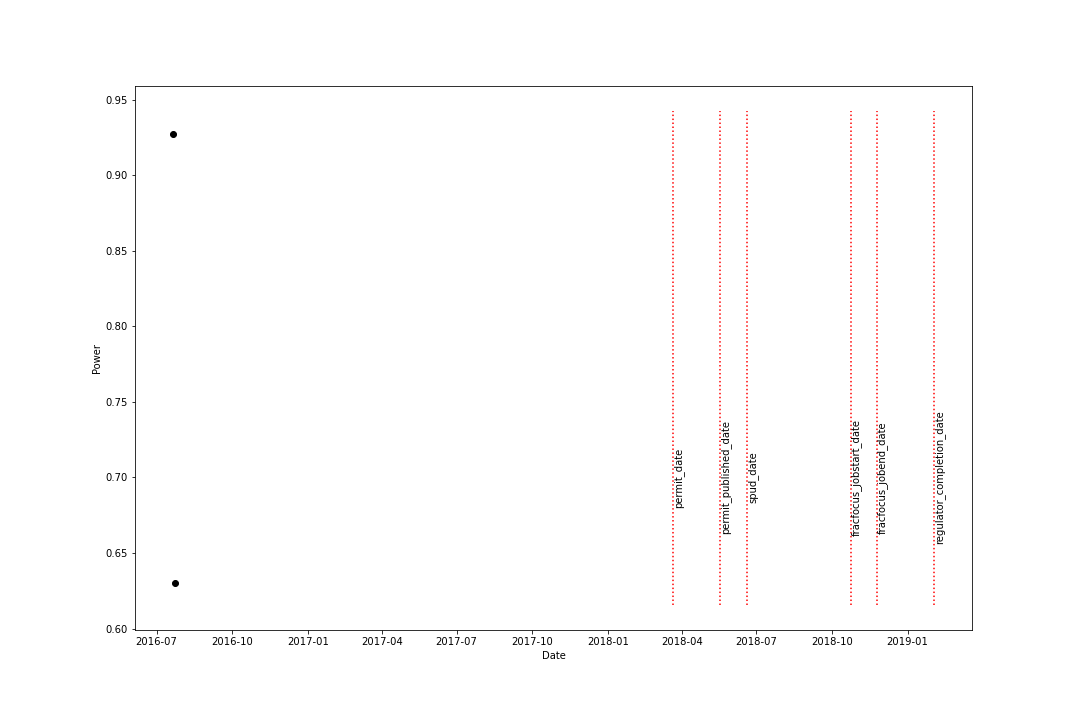 0.95
0.90
0.85
0.80
0.75
0.70
0.65
0.60
Power
permit_date
permit_published_date
spud_date
fracfocus_jobstart_date
fracfocus_jobend_date
regulator_completion_date
2016-07
2016-10
2017-01
2017-04
2017-07
2017-10
2018-01
2018-04
2018-07
2018-10
2019-01
Date